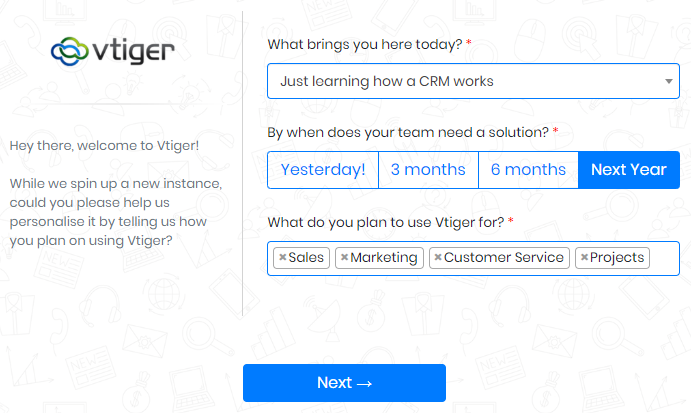 vtiger
Hey there, welcome to Vtiger!
While we spin up a new instance,
could you please help us
personalise it by telling us how
you plan on using Vtiger?
What brings you here today? *
Just learning how a CRM works
By when does your team need a solution? *
Yesterday! 3 months 6 months Next Year
What do you plan to use Vtiger for? *
×Sales ×Marketing ×Customer Service ×Projects
Next →